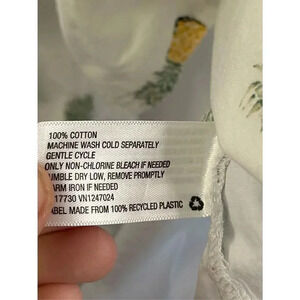 100% COTTON
MACHINE WASH COLD SEPARATELY
GENTLE CYCLE
ONLY NON-CHLORINE BLEACH IF NEEDED
UMBLE DRY LOW, REMOVE PROMPTLY
ARM IRON IF NEEDED
17730 VN1247024
ABEL MADE FROM 100% RECYCLED PLASTIC